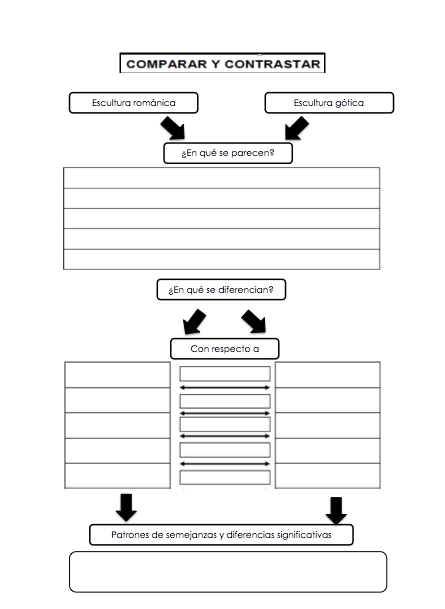 COMPARAR Y CONTRASTAR
Escultura románica
Escultura gótica
¿En qué se parecen?
¿En qué se diferencian?
Con respecto a
Patrones de semejanzas y diferencias significativas